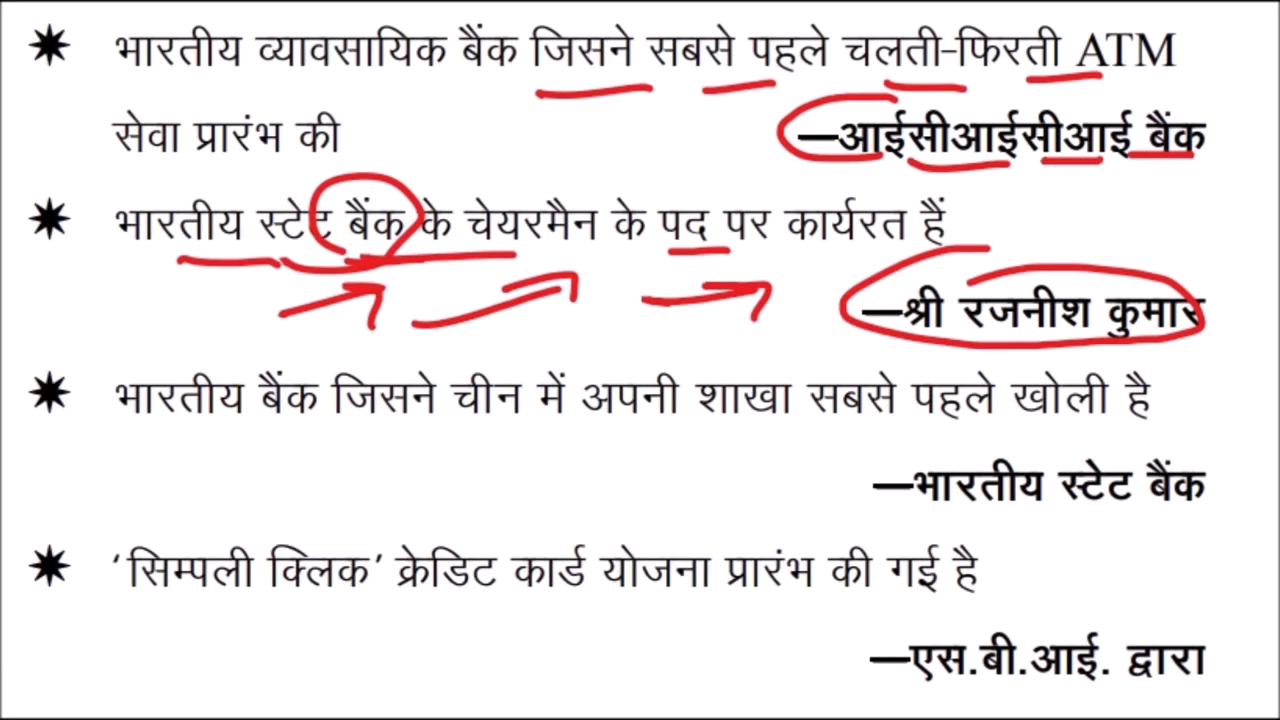 ✷ भारतीय व्यावसायिक बैंक जिसने सबसे पहले चलती-फिरती ATM
सेवा प्रारंभ की —आईसीआईसीआई बैंक
✷ भारतीय स्टेट बैंक के चेयरमैन के पद पर कार्यरत हैं
—श्री रजनीश कुमार
✷ भारतीय बैंक जिसने चीन में अपनी शाखा सबसे पहले खोली है
—भारतीय स्टेट बैंक
✷ ‘सिम्पली क्लिक’ क्रेडिट कार्ड योजना प्रारंभ की गई है
—एस.बी.आई. द्वारा